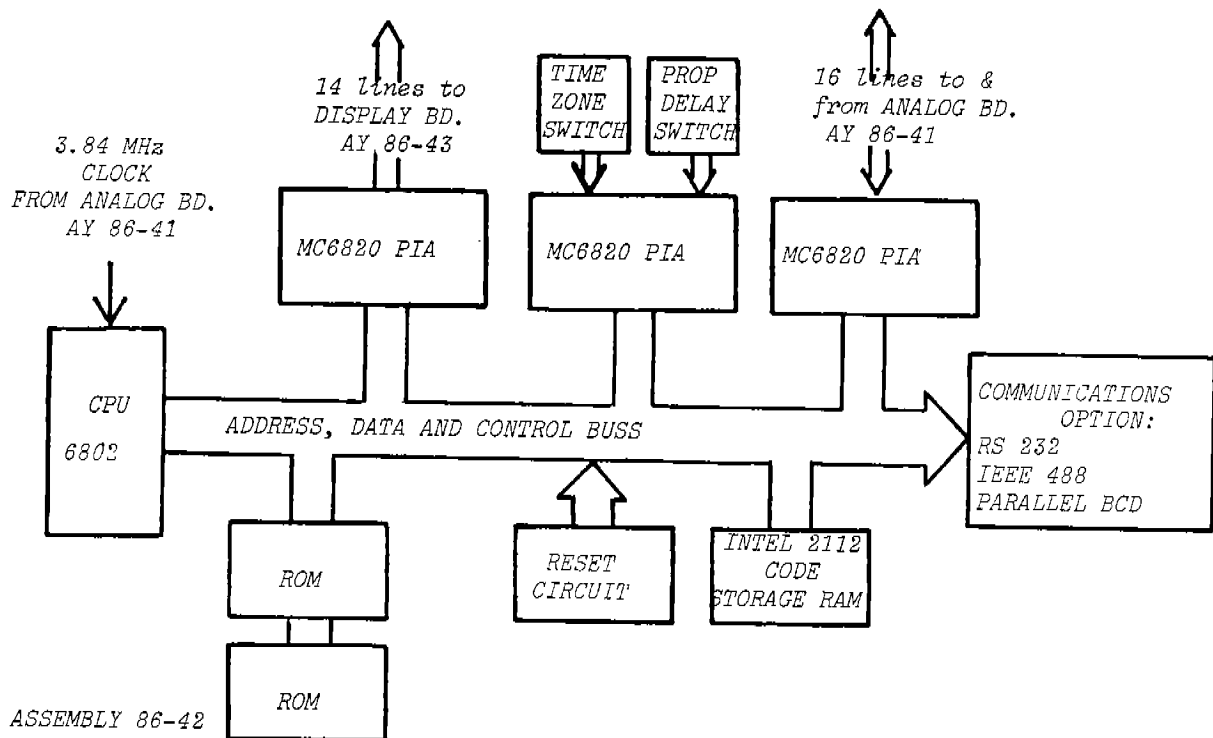 14 lines to
DISPLAY BD.
AY 86-43
TIME
ZONE
SWITCH
PROP
DELAY
SWITCH
16 lines to &
from ANALOG BD.
AY 86-41
3.84 MHz
CLOCK
FROM ANALOG BD.
AY 86-41
MC6820 PIA
MC6820 PIA
MC6820 PIA
CPU
6802
ADDRESS, DATA AND CONTROL BUSS
COMMUNICATIONS
OPTION:
RS 232
IEEE 488
PARALLEL BCD
ROM
RESET
CIRCUIT
INTEL 2112
CODE
STORAGE RAM
ROM
ASSEMBLY 86-42